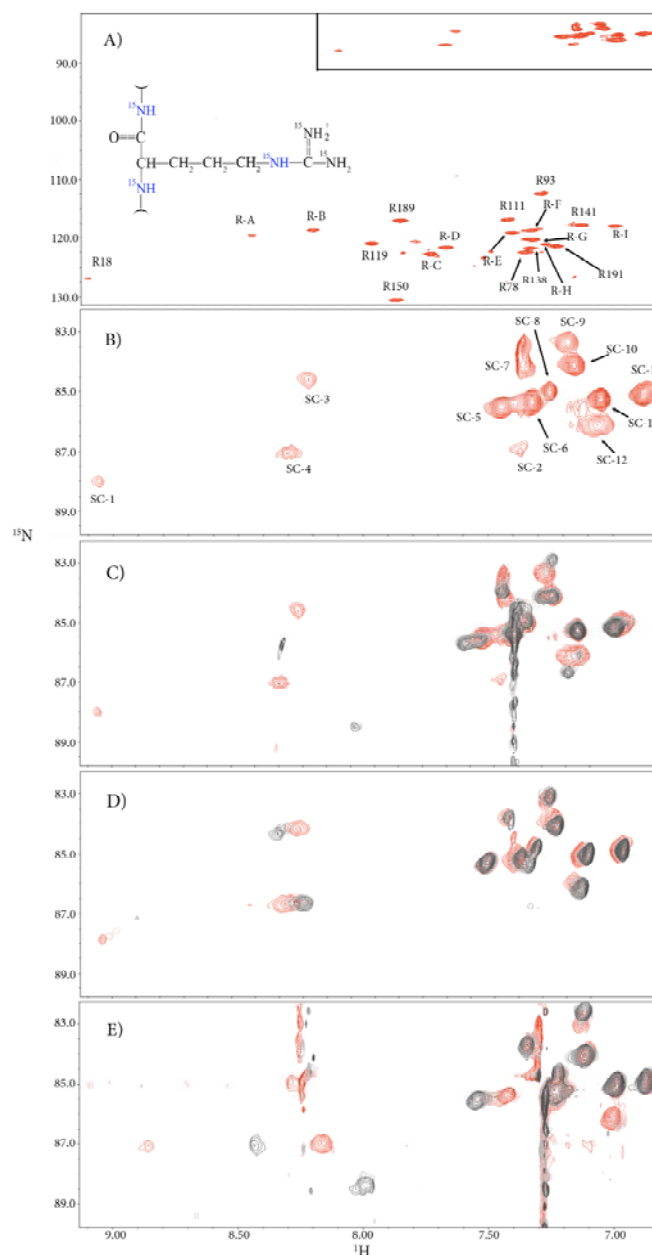 A)
90.0
100.0
110.0
120.0
130.0
¹⁵NH
¹⁵NH₂⁺
O=C
¹⁵NH
CH-CH₂-CH₂-CH₂-¹⁵NH-C-¹⁵NH₂
¹⁵NH
R93
R-F
R141
R111
R189
R-B
R-A
R-D
R-G
R-I
R119
R-C
R-E
R18
R150
R78
R138
R-H
R191
B)
83.0
85.0
87.0
89.0
SC-8
SC-9
SC-10
SC-7
SC-3
SC-1
SC-5
SC-6
SC-1
SC-4
SC-2
SC-12
SC-1
¹⁵N
C)
83.0
85.0
87.0
89.0
D)
83.0
85.0
87.0
89.0
E)
83.0
85.0
87.0
89.0
9.00
8.50
8.00
7.50
7.00
¹H